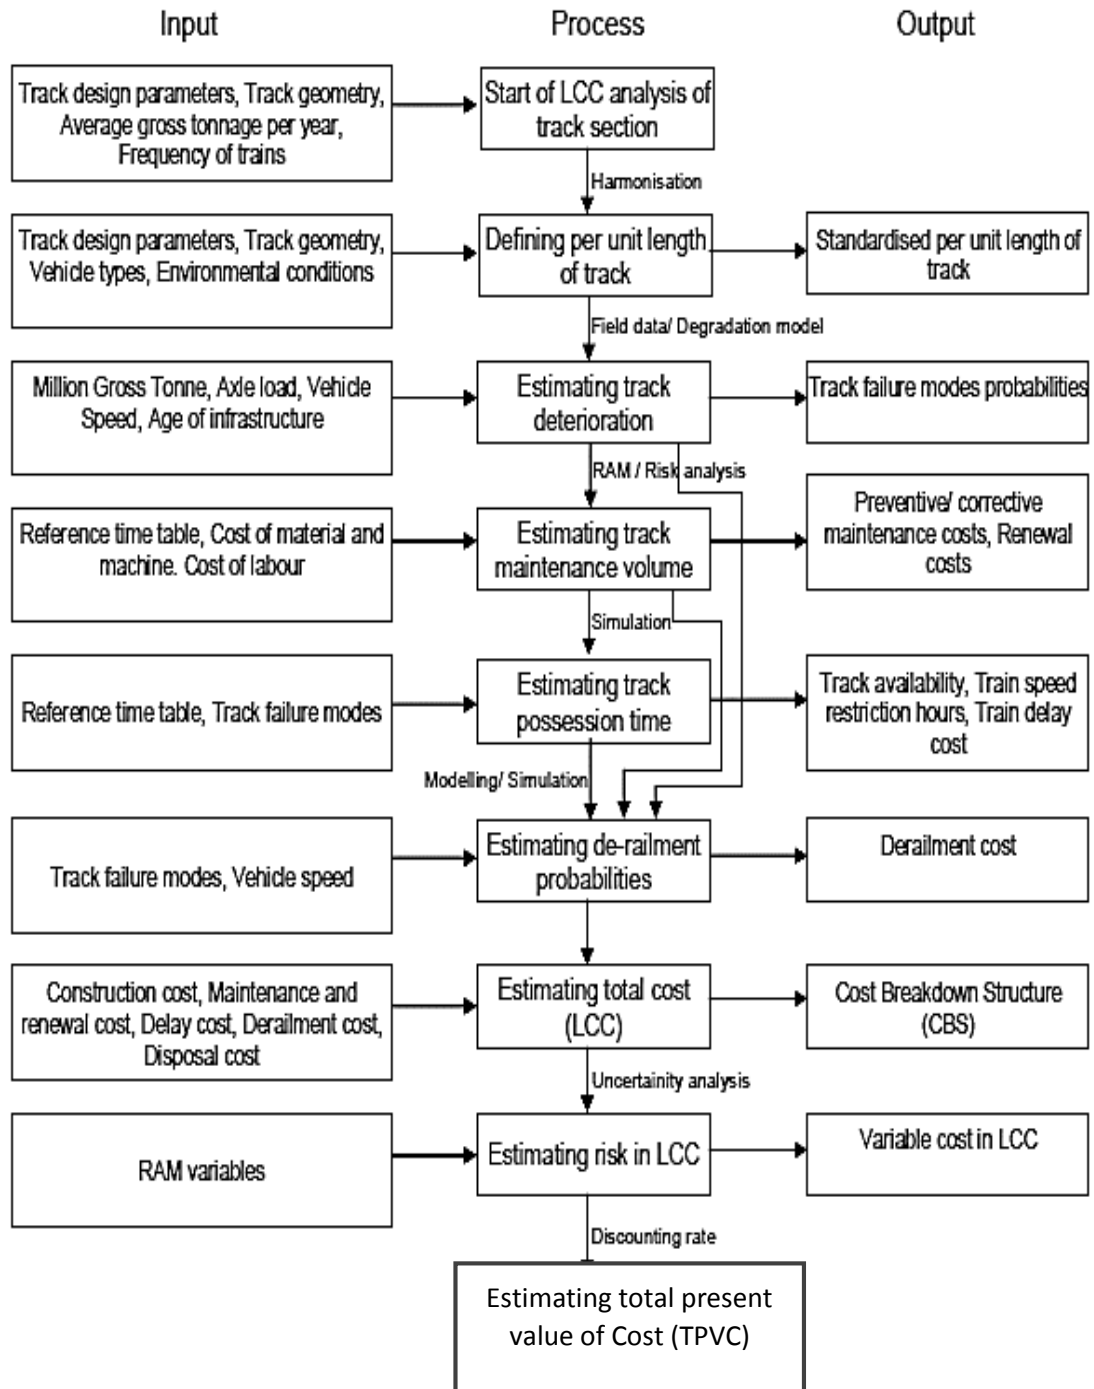 Input
Process
Output
Track design parameters, Track geometry,
Average gross tonnage per year,
Frequency of trains
Start of LCC analysis of
track section
Harmonisation
Track design parameters, Track geometry,
Vehicle types, Environmental conditions
Defining per unit length
of track
Standardised per unit length of
track
Field data/ Degradation model
Million Gross Tonne, Axle load, Vehicle
Speed, Age of infrastructure
Estimating track
deterioration
Track failure modes probabilities
RAM / Risk analysis
Reference time table, Cost of material and
machine. Cost of labour
Estimating track
maintenance volume
Preventive/ corrective
maintenance costs, Renewal
costs
Simulation
Reference time table, Track failure modes
Estimating track
possession time
Track availability, Train speed
restriction hours, Train delay
cost
Modelling/ Simulation
Track failure modes, Vehicle speed
Estimating de-railment
probabilities
Derailment cost
Construction cost, Maintenance and
renewal cost, Delay cost, Derailment cost,
Disposal cost
Estimating total cost
(LCC)
Cost Breakdown Structure
(CBS)
Uncertainity analysis
RAM variables
Estimating risk in LCC
Variable cost in LCC
Discounting rate
Estimating total present
value of Cost (TPVC)